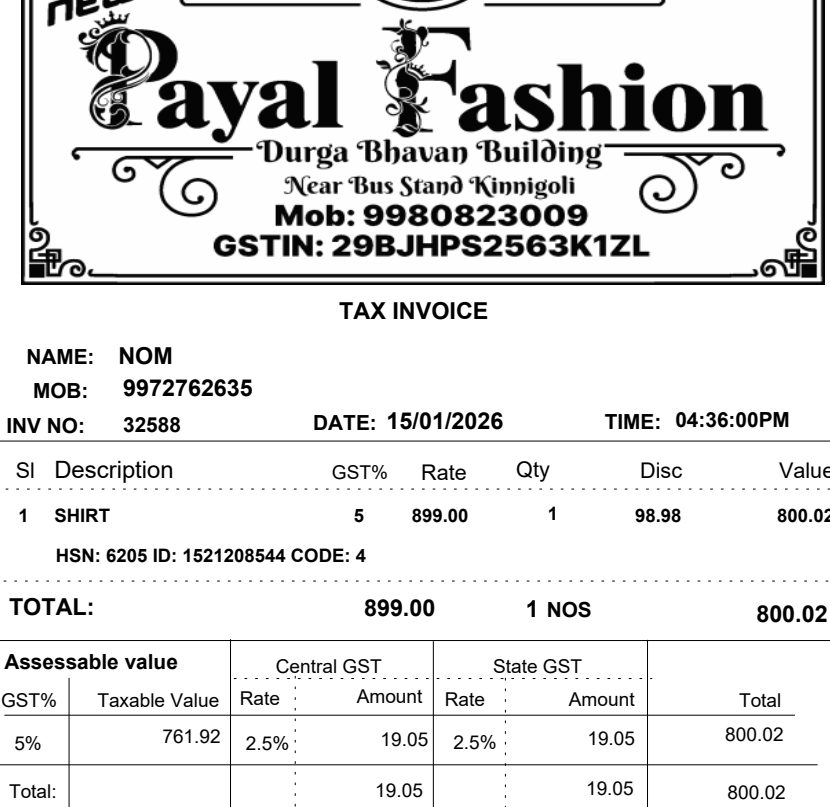 new
Payal Fashion
Durga Bhavan Building
Near Bus Stand Kinnigoli
Mob: 9980823009
GSTIN: 29BJHPS2563K1ZL
TAX INVOICE
NAME: NOM
MOB: 9972762635
INV NO: 32588 DATE: 15/01/2026 TIME: 04:36:00PM
Sl Description GST% Rate Qty Disc Value
1 SHIRT 5 899.00 1 98.98 800.02
HSN: 6205 ID: 1521208544 CODE: 4
TOTAL: 899.00 1 NOS 800.02
Assessable value Central GST State GST
GST% Taxable Value Rate Amount Rate Amount Total
5% 761.92 2.5% 19.05 2.5% 19.05 800.02
Total: 19.05 19.05 800.02